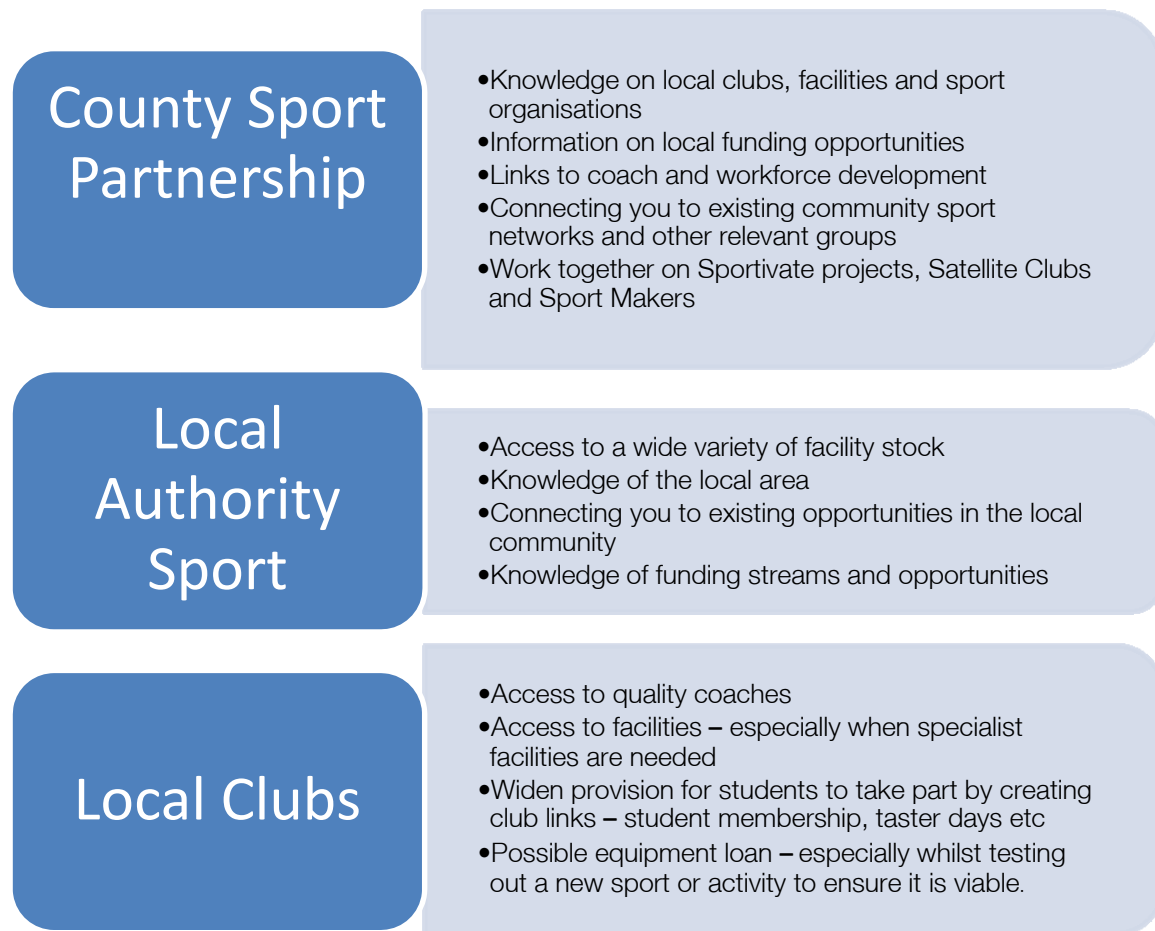 County Sport
Partnership
•Knowledge on local clubs, facilities and sport
organisations
•Information on local funding opportunities
•Links to coach and workforce development
•Connecting you to existing community sport
networks and other relevant groups
•Work together on Sportivate projects, Satellite Clubs
and Sport Makers
Local
Authority
Sport
•Access to a wide variety of facility stock
•Knowledge of the local area
•Connecting you to existing opportunities in the local
community
•Knowledge of funding streams and opportunities
Local Clubs
•Access to quality coaches
•Access to facilities – especially when specialist
facilities are needed
•Widen provision for students to take part by creating
club links – student membership, taster days etc
•Possible equipment loan – especially whilst testing
out a new sport or activity to ensure it is viable.